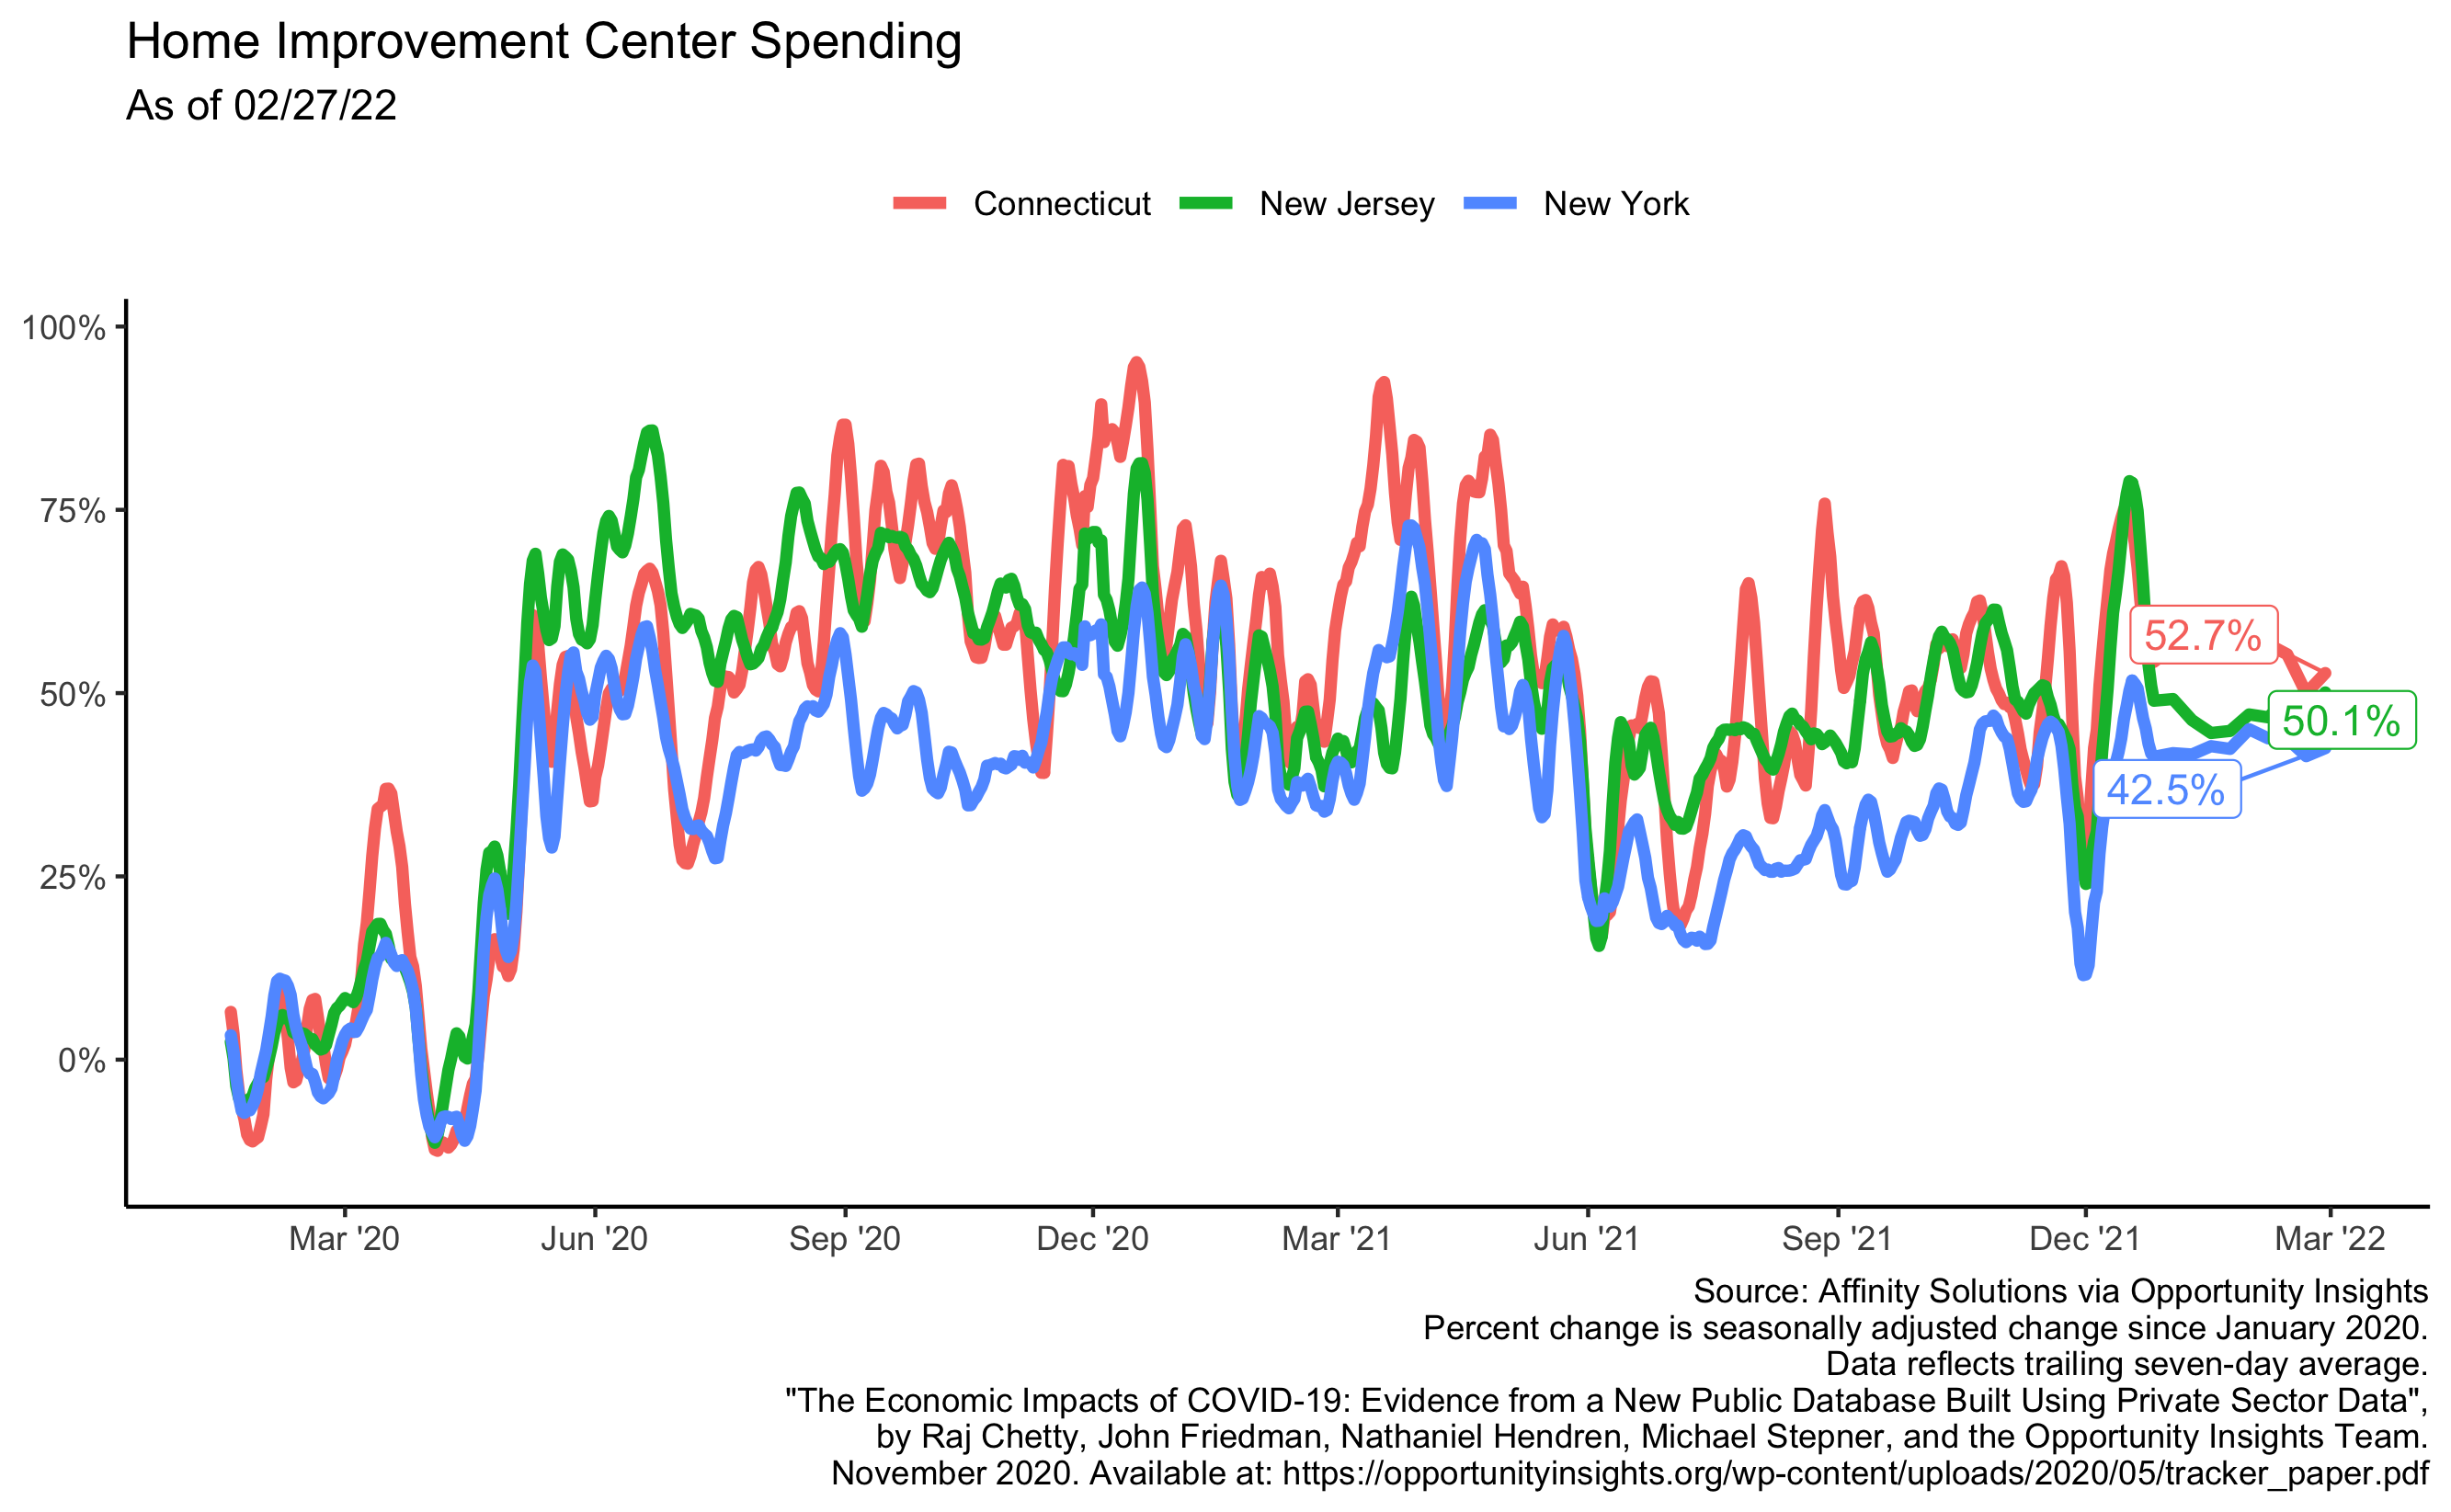 Home Improvement Center Spending
As of 02/27/22
Connecticut New Jersey New York
100%
75%
50%
25%
0%
52.7%
50.1%
42.5%
Mar '20 Jun '20 Sep '20 Dec '20 Mar '21 Jun '21 Sep '21 Dec '21 Mar '22
Source: Affinity Solutions via Opportunity Insights
Percent change is seasonally adjusted change since January 2020.
Data reflects trailing seven-day average.
"The Economic Impacts of COVID-19: Evidence from a New Public Database Built Using Private Sector Data",
by Raj Chetty, John Friedman, Nathaniel Hendren, Michael Stepner, and the Opportunity Insights Team.
November 2020. Available at: https://opportunityinsights.org/wp-content/uploads/2020/05/tracker_paper.pdf